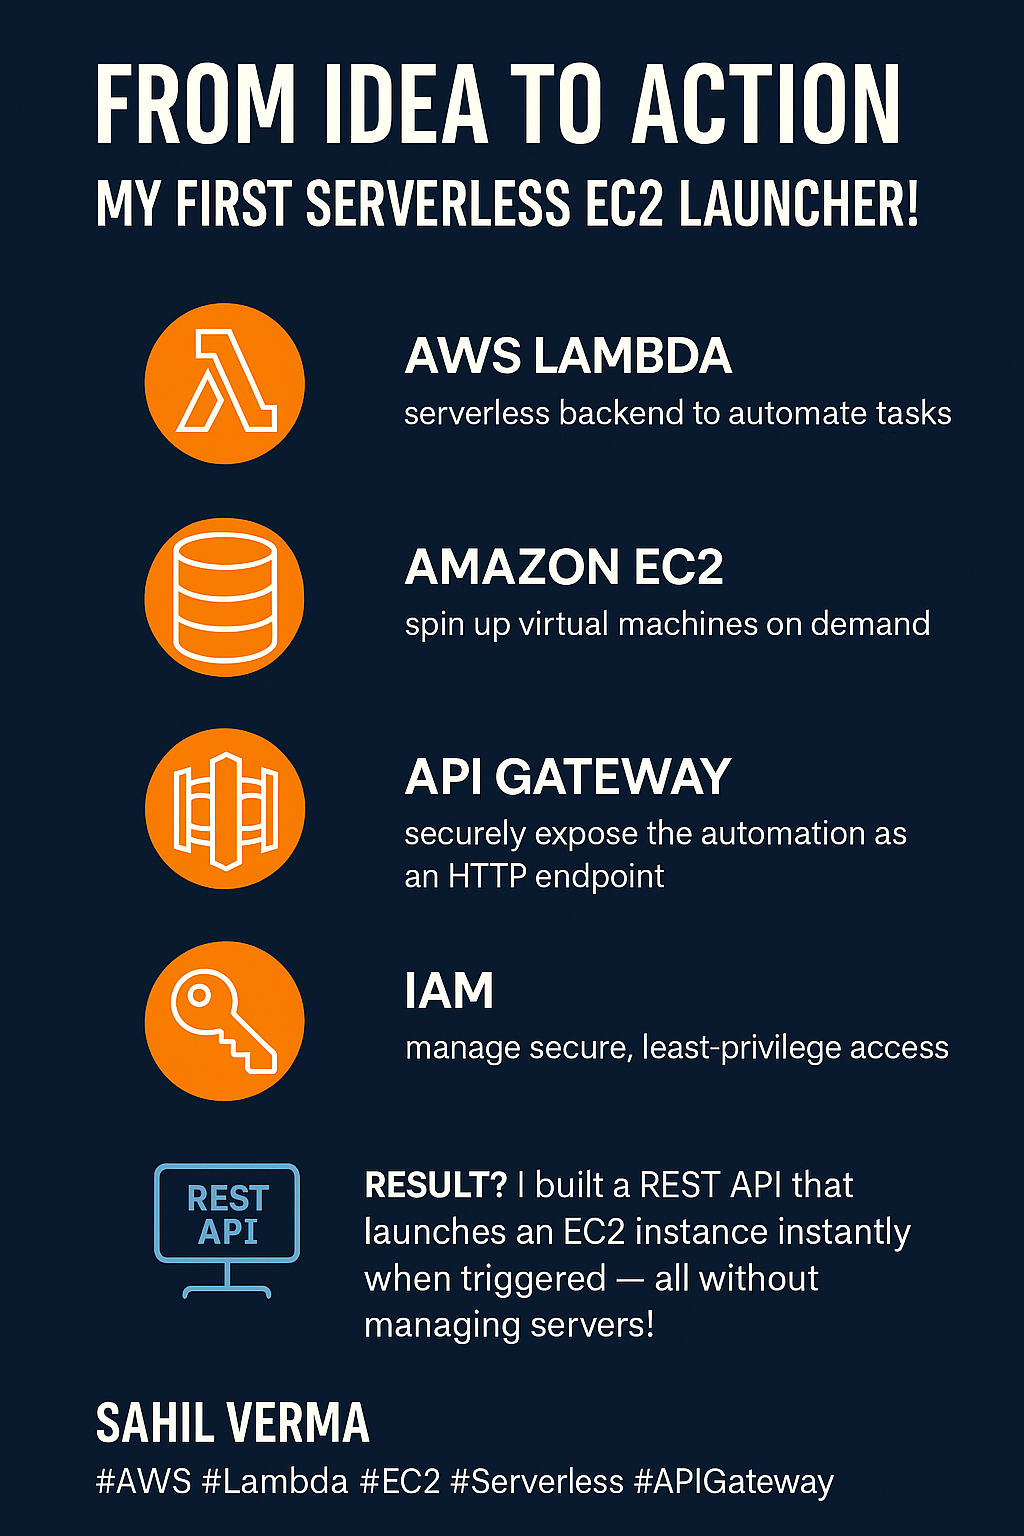 FROM IDEA TO ACTION
MY FIRST SERVERLESS EC2 LAUNCHER!
AWS LAMBDA
serverless backend to automate tasks
AMAZON EC2
spin up virtual machines on demand
API GATEWAY
securely expose the automation as
an HTTP endpoint
IAM
manage secure, least-privilege access
REST
API
RESULT? I built a REST API that
launches an EC2 instance instantly
when triggered — all without
managing servers!
SAHIL VERMA
#AWS #Lambda #EC2 #Serverless #APIGateway